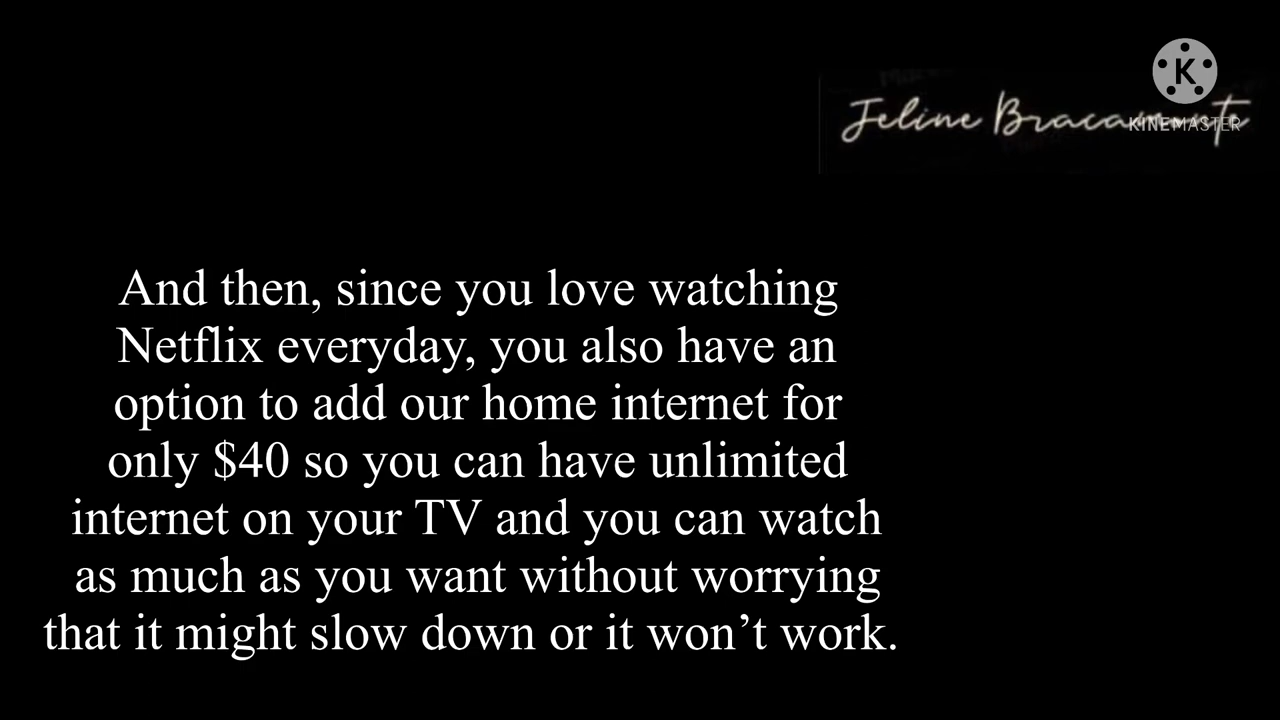 Jeline
K
KINEMASTER
And then, since you love watching
Netflix everyday, you also have an
option to add our home internet for
only $40 so you can have unlimited
internet on your TV and you can watch
as much as you want without worrying
that it might slow down or it won’t work.